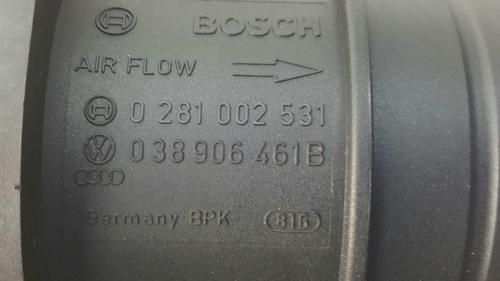 BOSCH
AIR FLOW
0 281 002 531
038 906 461B
Germany BPK 816